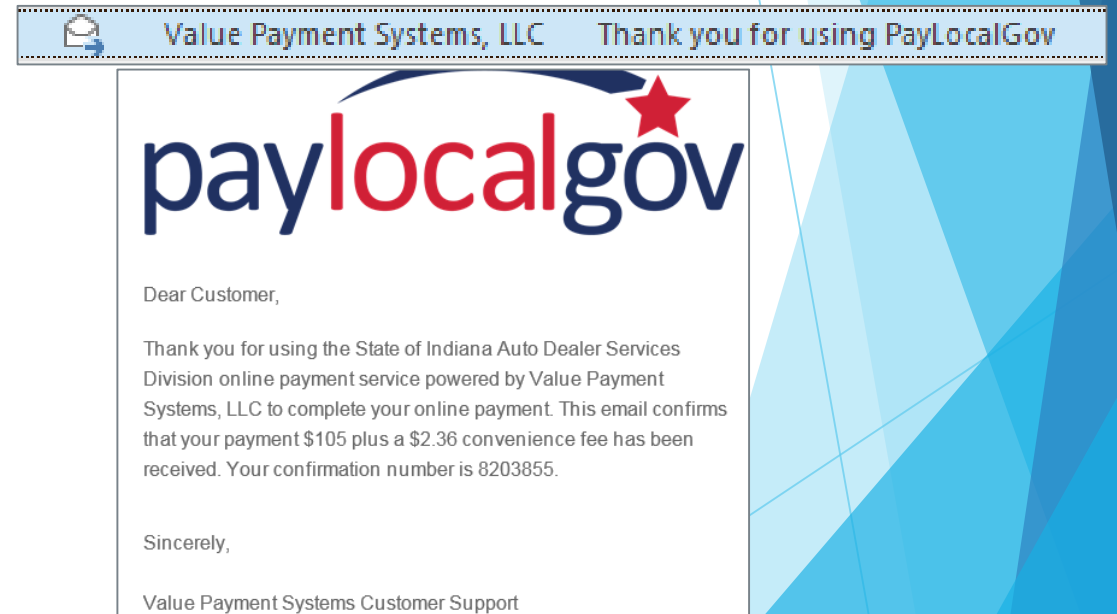 Value Payment Systems, LLC Thank you for using PayLocalGov
paylocalgov
Dear Customer,
Thank you for using the State of Indiana Auto Dealer Services
Division online payment service powered by Value Payment
Systems, LLC to complete your online payment. This email confirms
that your payment $105 plus a $2.36 convenience fee has been
received. Your confirmation number is 8203855.
Sincerely,
Value Payment Systems Customer Support